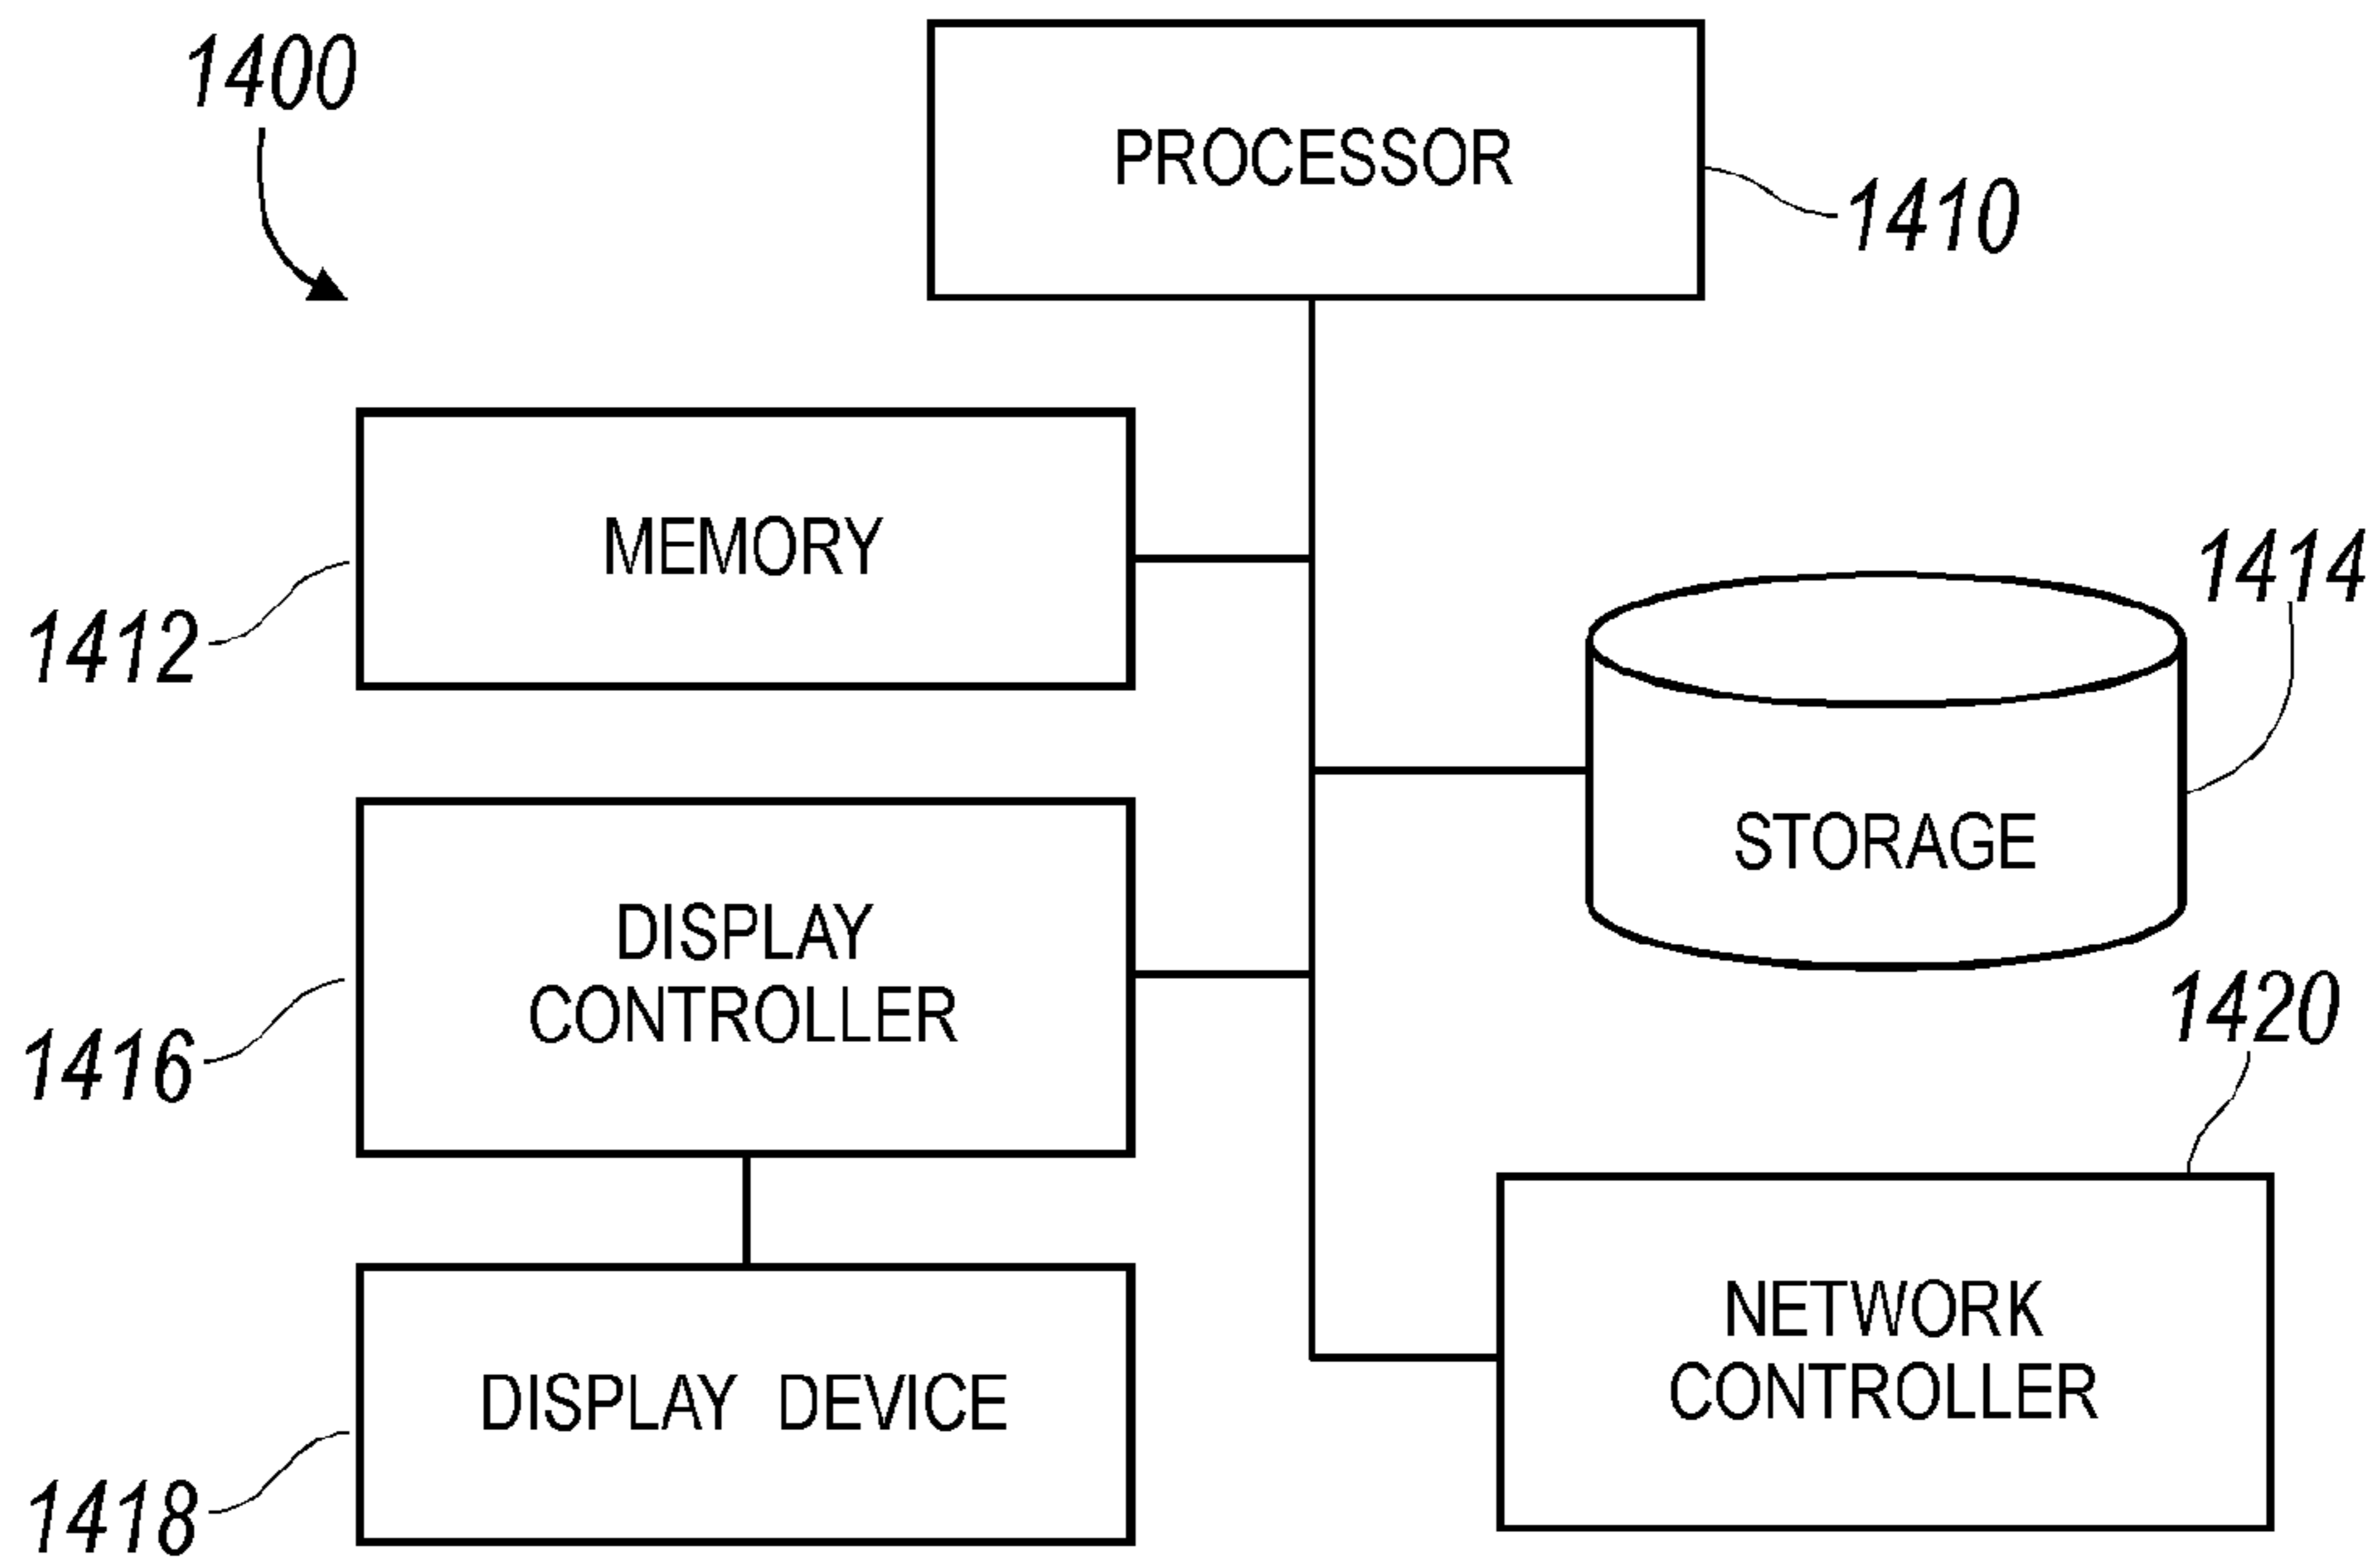 1400
PROCESSOR
1410
MEMORY
1412
1414
STORAGE
DISPLAY
CONTROLLER
1416
1420
NETWORK
CONTROLLER
DISPLAY DEVICE
1418